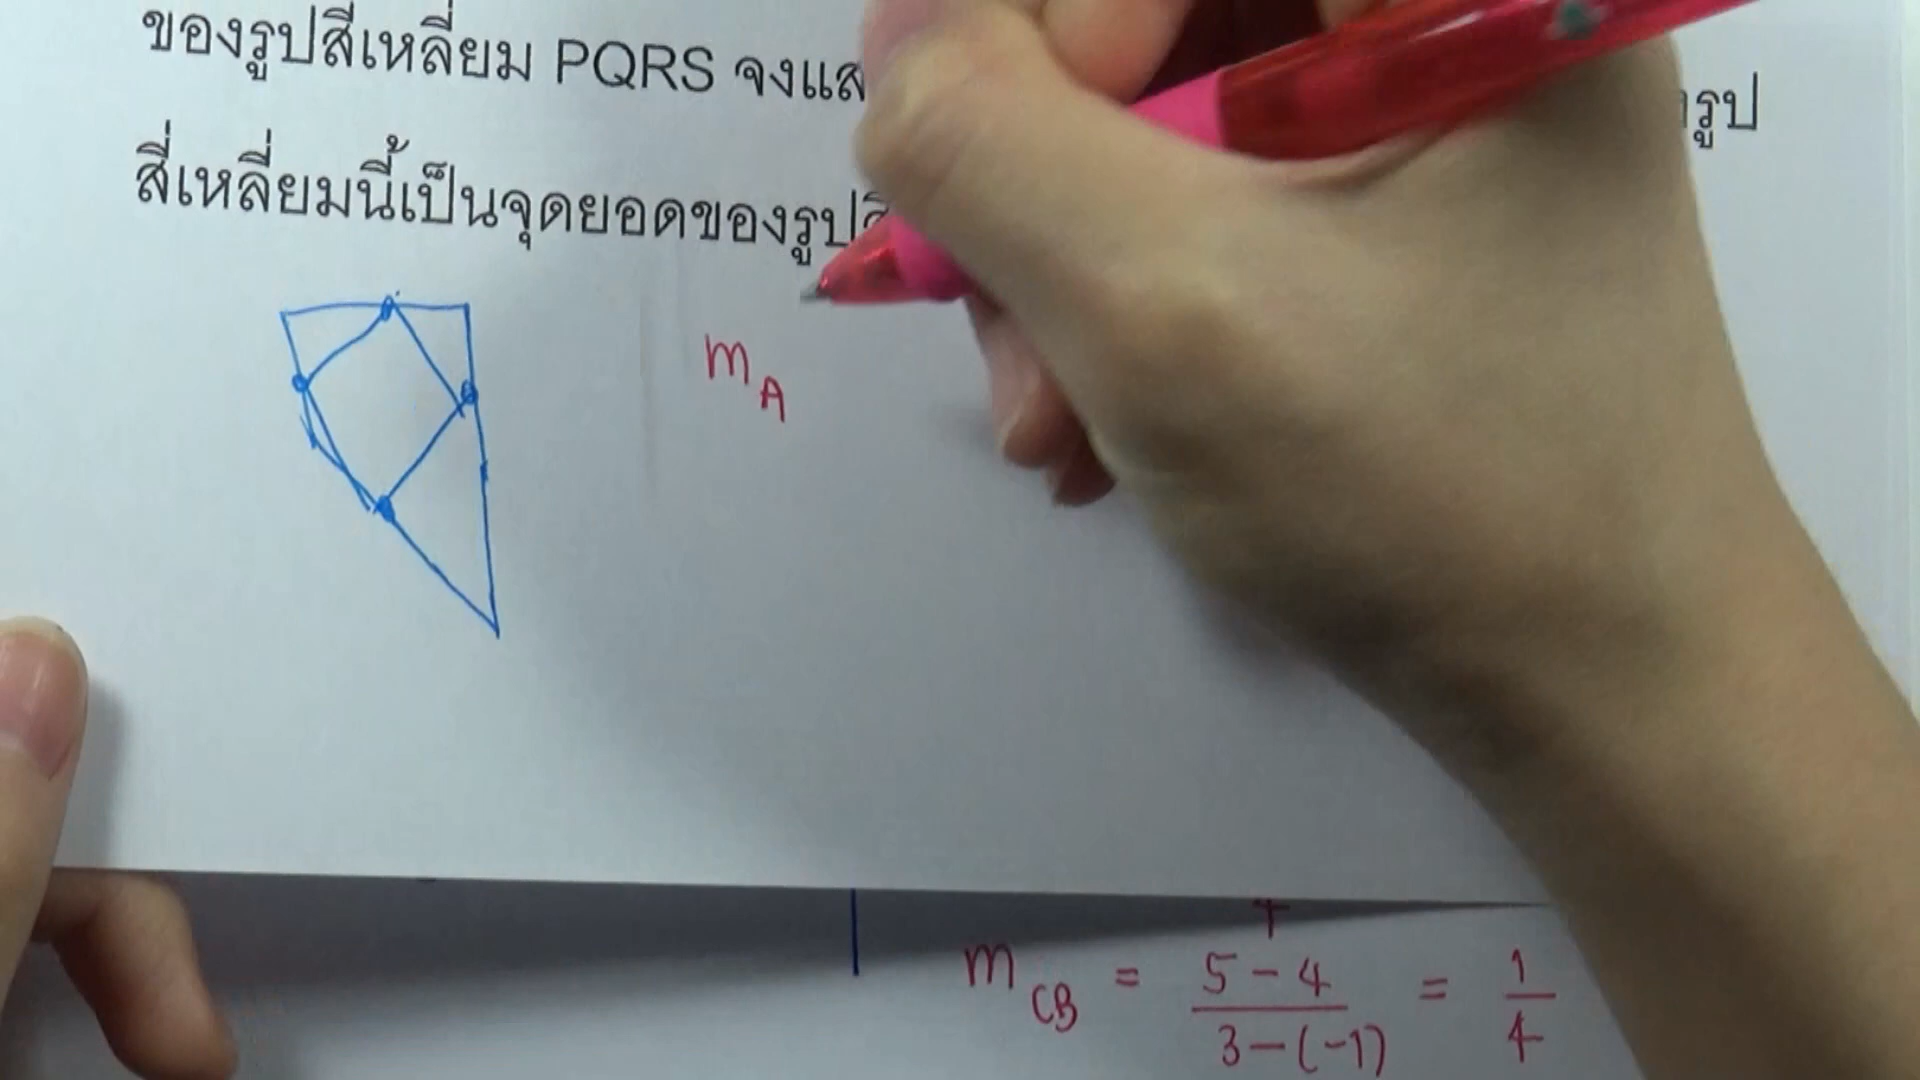 ของรูปสี่เหลี่ยม PQRS จงแส รูป
สี่เหลี่ยมนี้เป็นจุดยอดของรูป
m_A
m_CB = (5 - 4)/(3 - (-1)) = 1/4